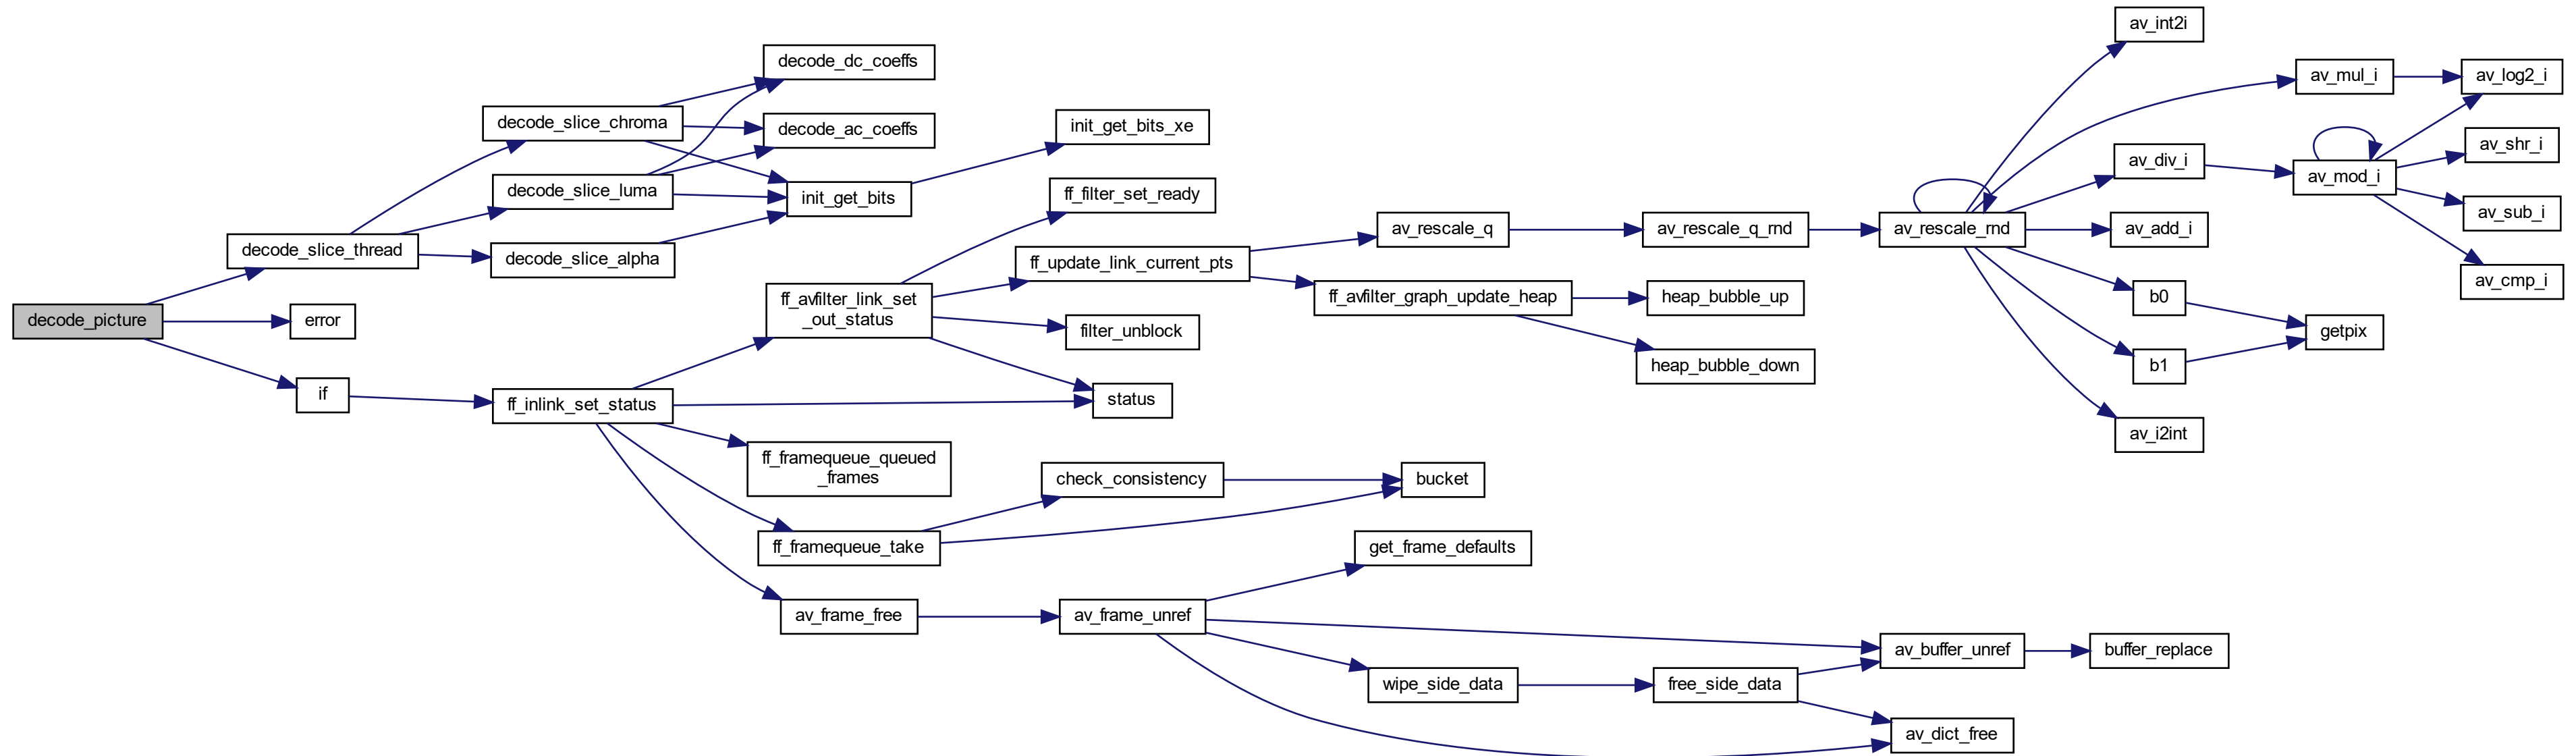 decode_picture
decode_slice_thread
error
if
decode_slice_chroma
decode_slice_luma
decode_slice_alpha
ff_inlink_set_status
decode_dc_coeffs
decode_ac_coeffs
init_get_bits
ff_avfilter_link_set
_out_status
ff_framequeue_queued
_frames
ff_framequeue_take
av_frame_free
init_get_bits_xe
ff_filter_set_ready
ff_update_link_current_pts
filter_unblock
status
check_consistency
av_frame_unref
av_rescale_q
ff_avfilter_graph_update_heap
bucket
get_frame_defaults
wipe_side_data
av_rescale_q_rnd
heap_bubble_up
heap_bubble_down
free_side_data
av_rescale_rnd
av_buffer_unref
av_dict_free
av_int2i
av_mul_i
av_div_i
av_add_i
b0
b1
av_i2int
buffer_replace
av_mod_i
getpix
av_log2_i
av_shr_i
av_sub_i
av_cmp_i